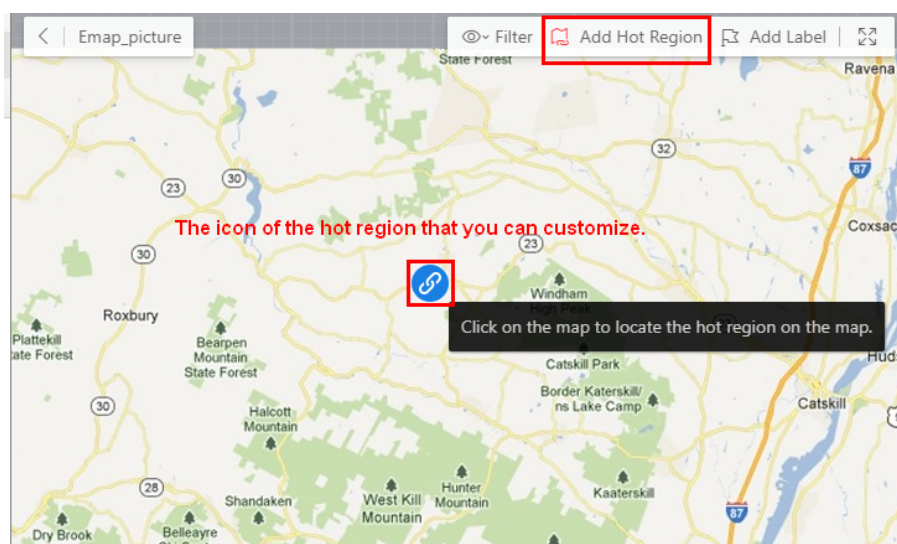 Emap_picture
Filter
Add Hot Region
Add Label
State Forest
Ravena
32
87
23
30
The icon of the hot region that you can customize.
Coxsac
23
30
Windham
High Peak
Click on the map to locate the hot region on the map.
Roxbury
Plattekill
ate Forest
Bearpen
Mountain
State Forest
Catskill Park
Hud
Border Katerskill/
ns Lake Camp
Catskill
30
Halcott
Mountain
28
Shandaken
West Kill
Mountain
Hunter
Mountain
Kaaterskill
87
Dry Brook
Belleayre